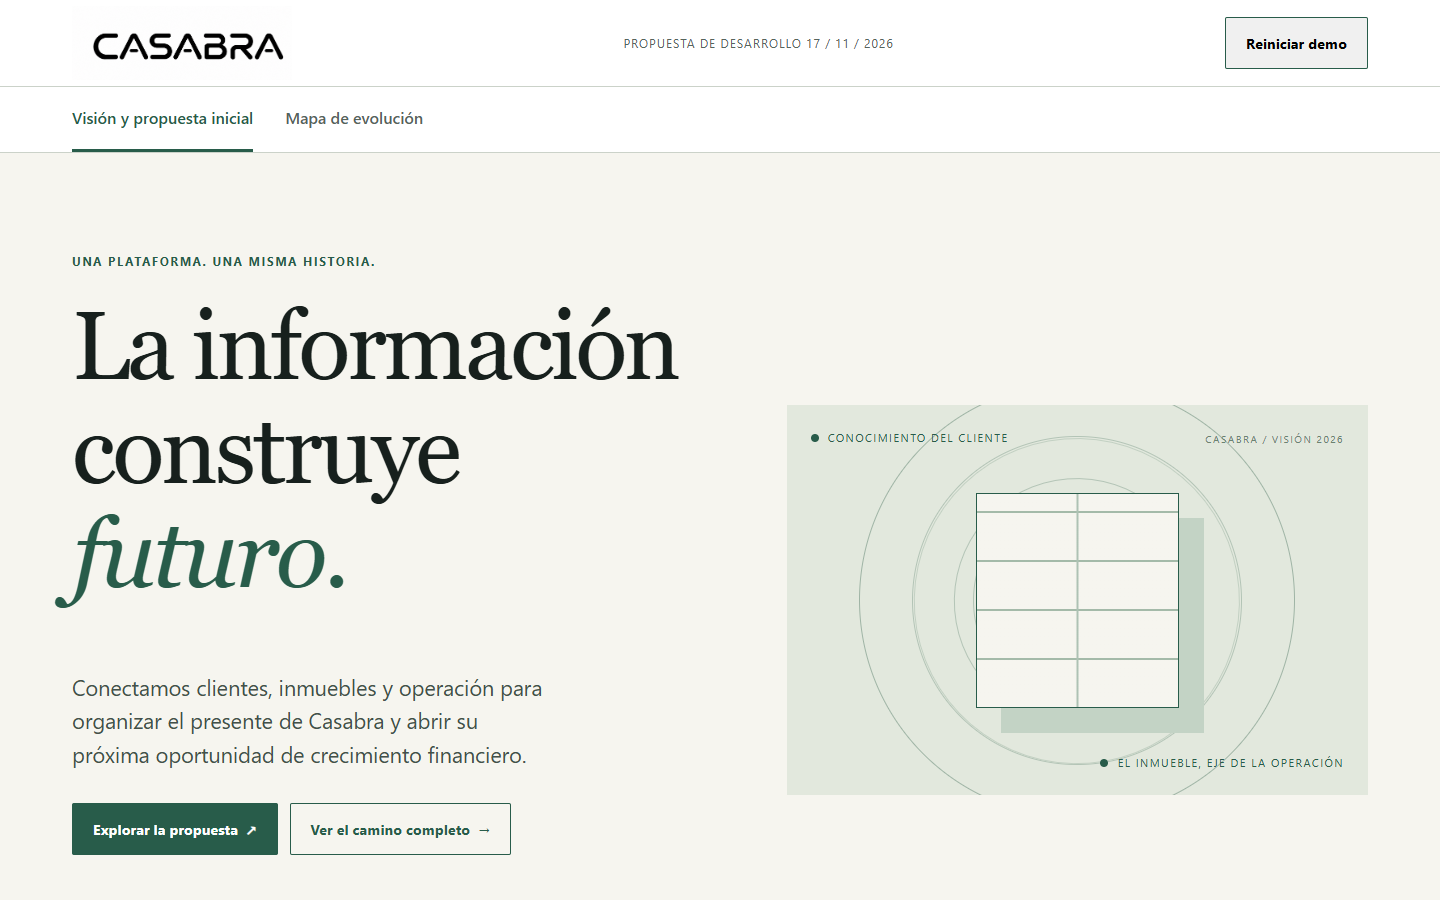 CASABRA
PROPUESTA DE DESARROLLO 17 / 11 / 2026
Reiniciar demo
Visión y propuesta inicial
Mapa de evolución
UNA PLATAFORMA. UNA MISMA HISTORIA.
La información
construye
futuro.
Conectamos clientes, inmuebles y operación para
organizar el presente de Casabra y abrir su
próxima oportunidad de crecimiento financiero.
Explorar la propuesta ↗
Ver el camino completo →
CONOCIMIENTO DEL CLIENTE
CASABRA / VISIÓN 2026
EL INMUEBLE, EJE DE LA OPERACIÓN